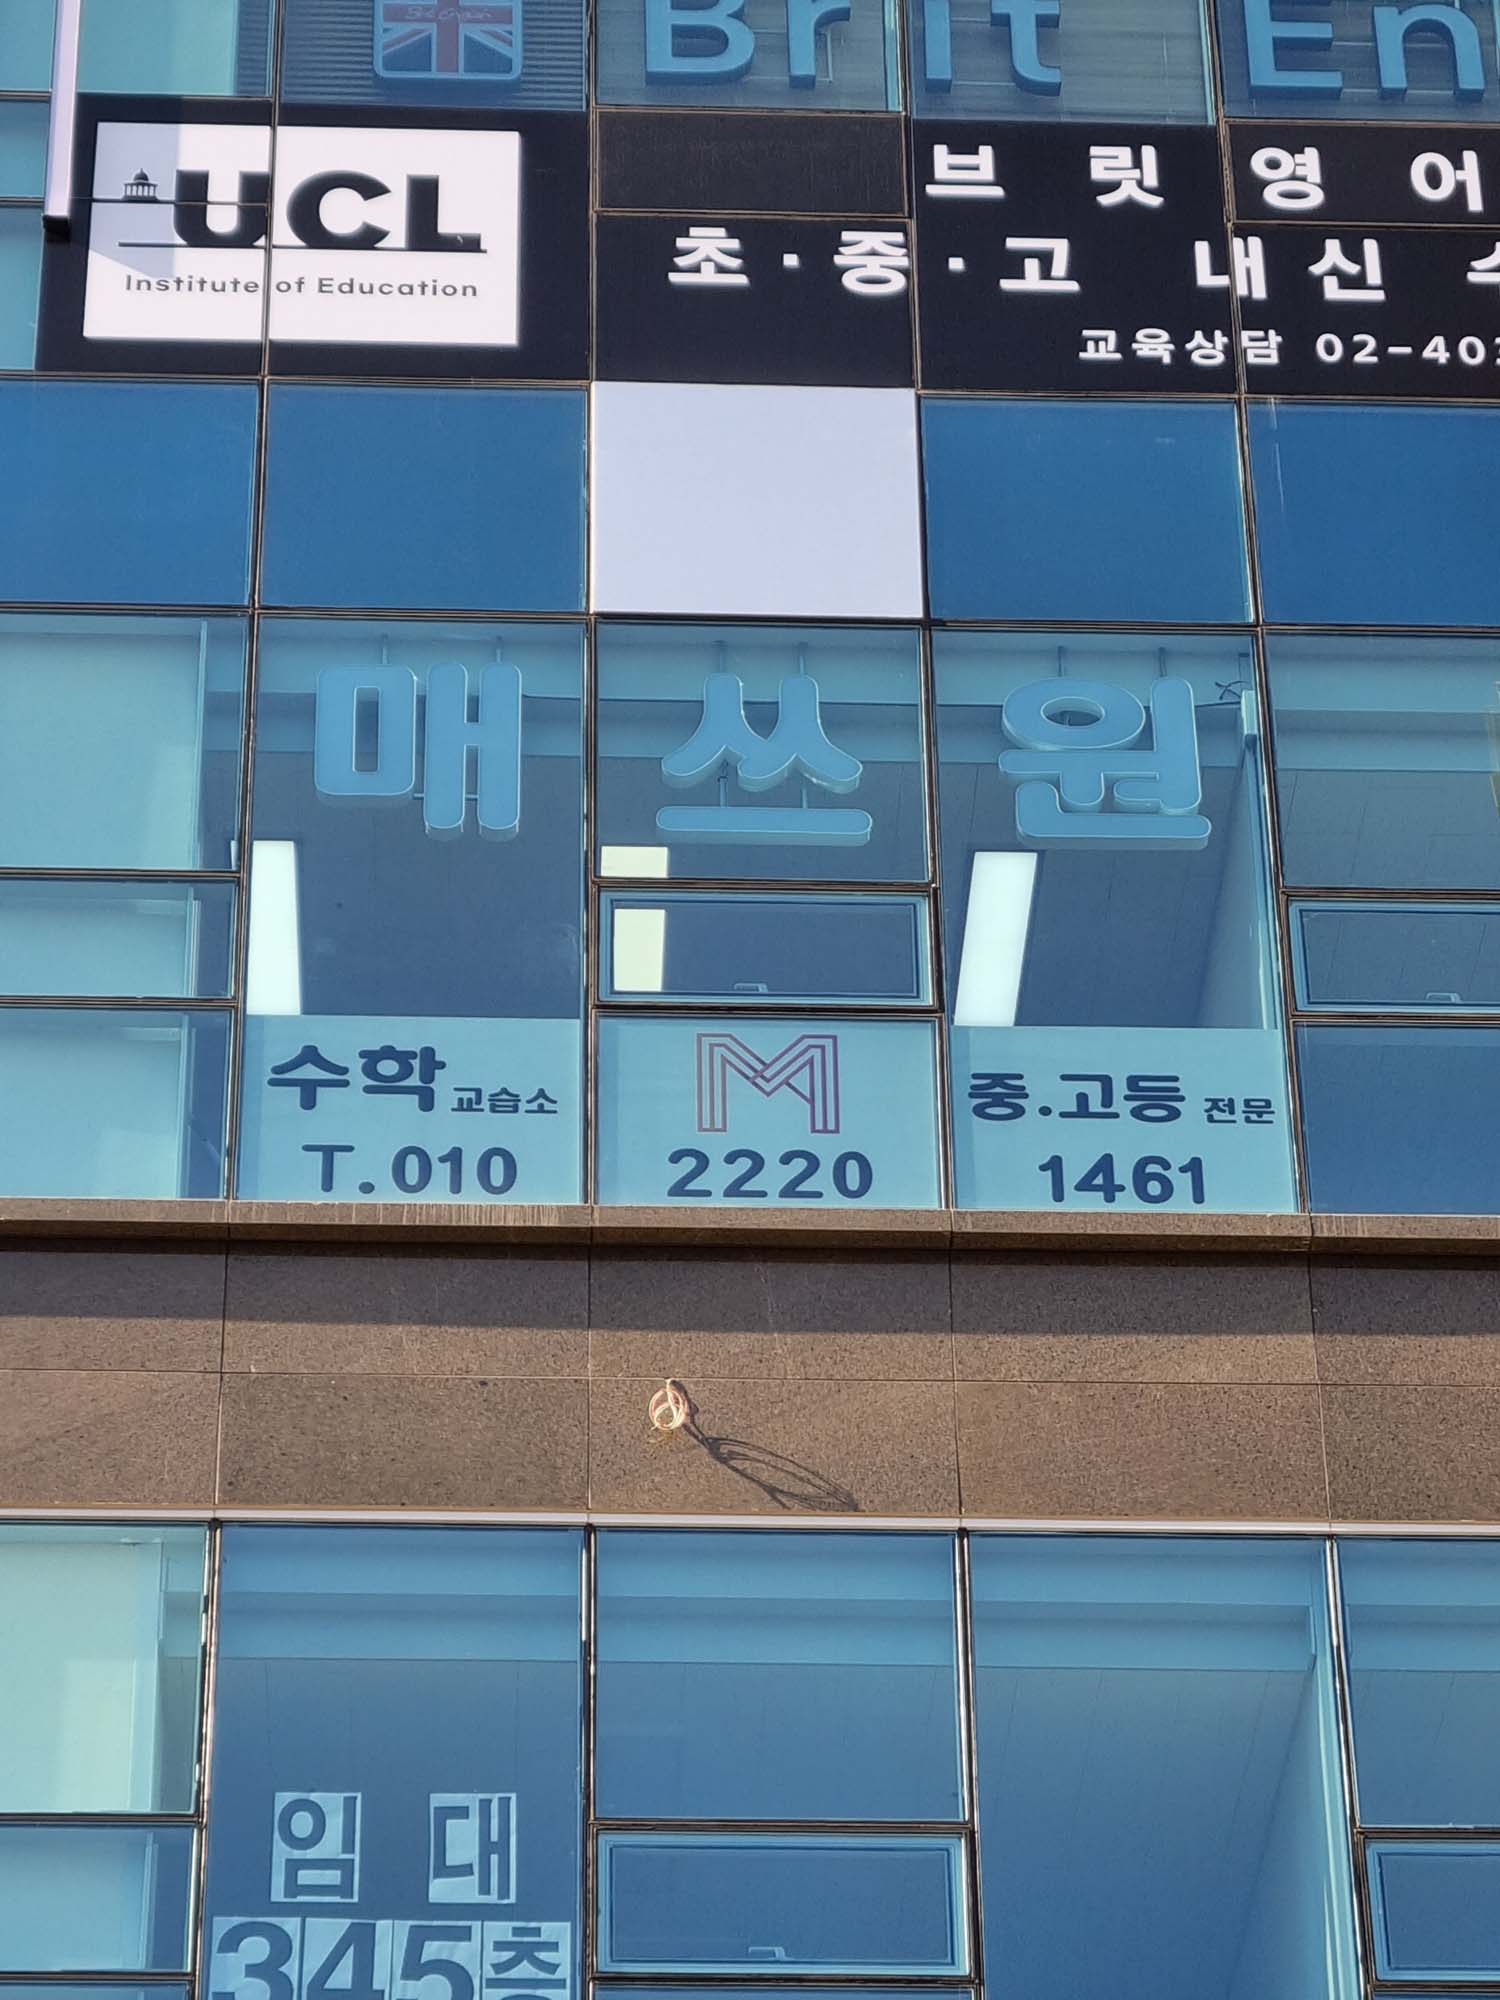 Brit En
UCL
Institute of Education
브릿영어
초·중·고 내신
교육상담 02-40
매쓰원
수학 교습소
M
중.고등 전문
T.010 2220 1461
임대
345층